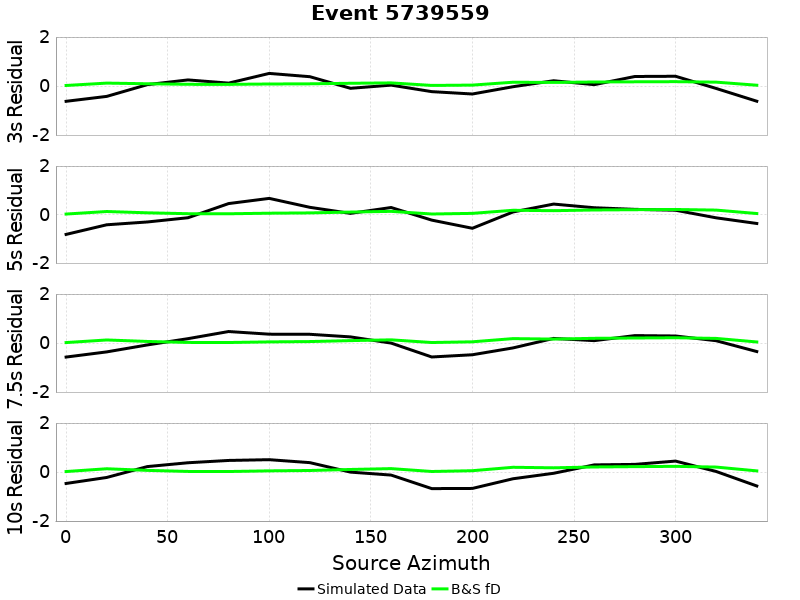 Event 5739559
3s Residual
2
0
-2
5s Residual
2
0
-2
7.5s Residual
2
0
-2
10s Residual
2
0
-2
0 50 100 150 200 250 300
Source Azimuth
Simulated Data B&S fD